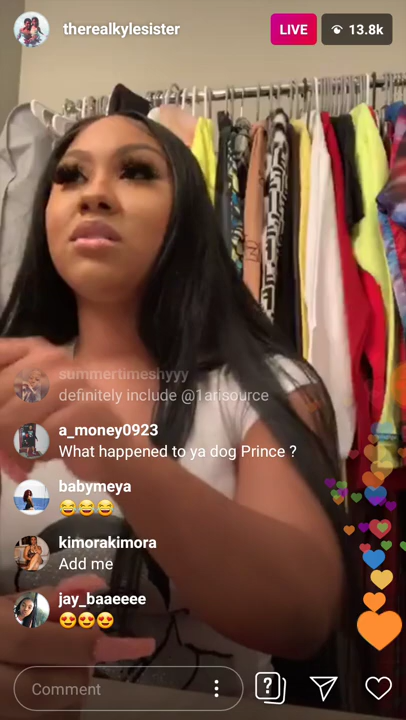 therealkylesister
LIVE
13.8k
summertimeshyyy
definitely include @1arisource
a_money0923
What happened to ya dog Prince ?
babymeya
😂😂😂
kimorakimora
Add me
jay_baaeeee
😍😍😍
Comment